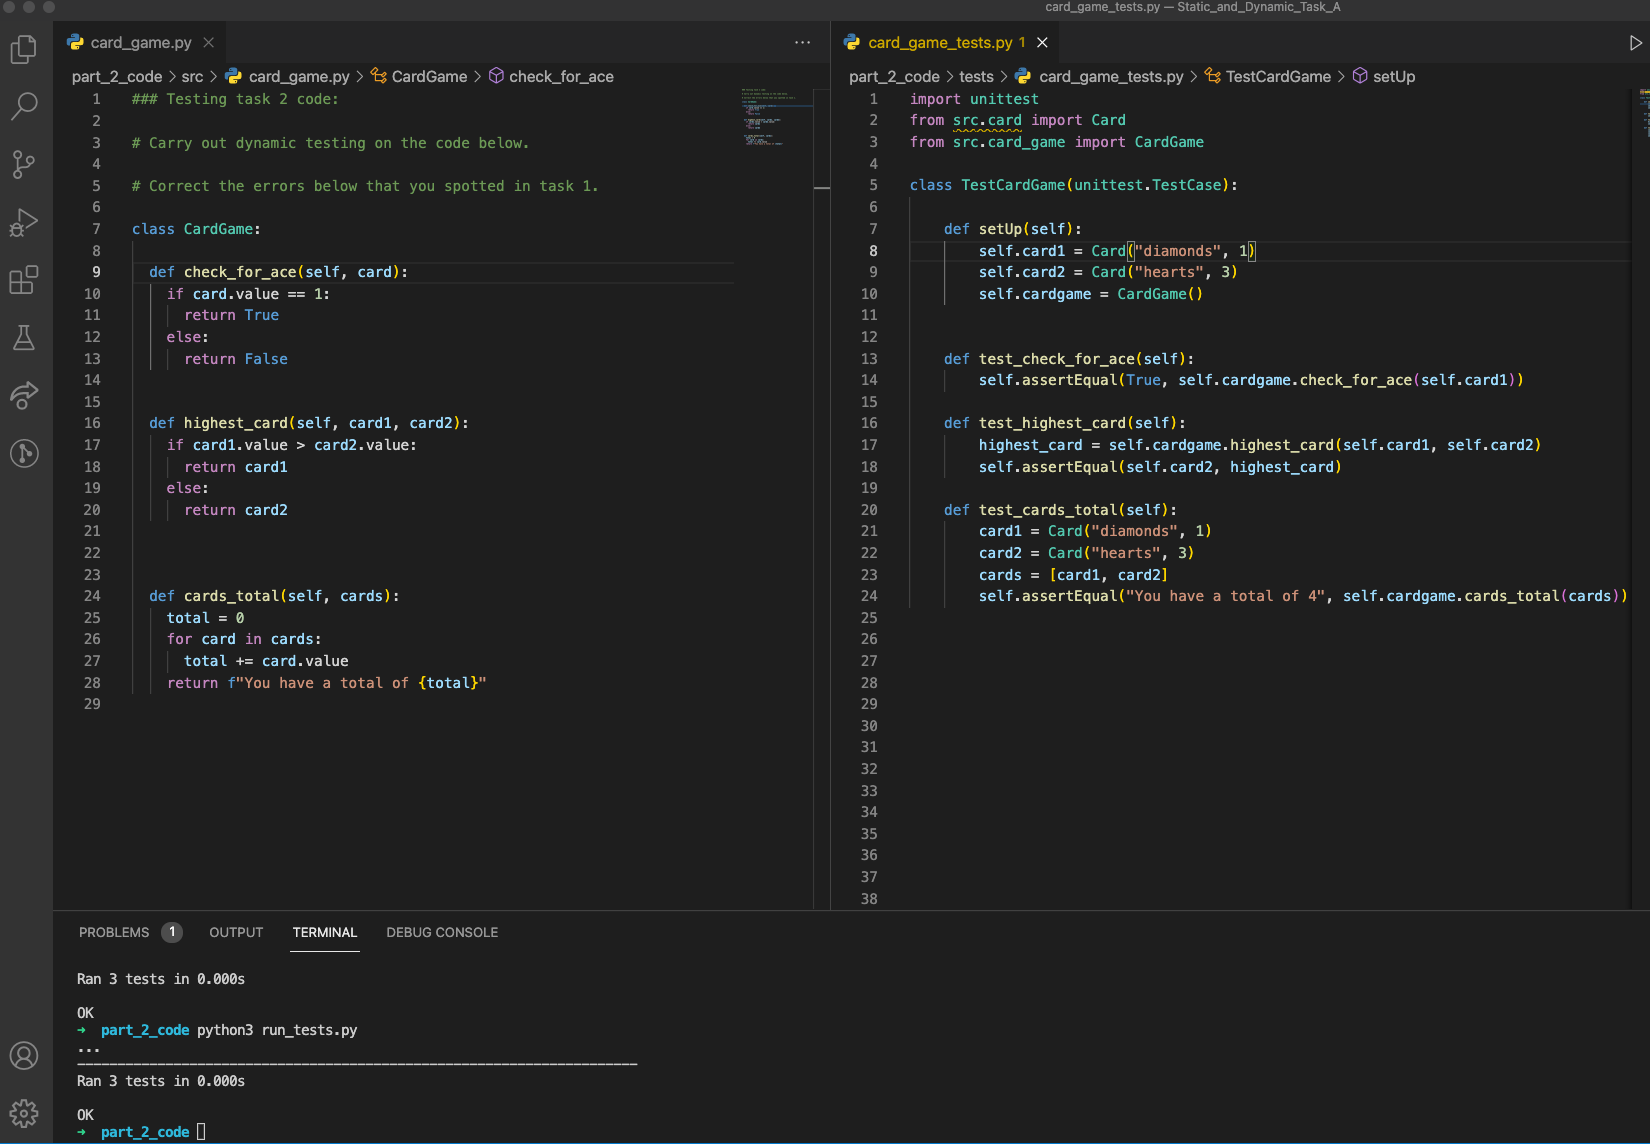 card_game_tests.py — Static_and_Dynamic_Task_A
card_game.py
part_2_code > src > card_game.py > CardGame > check_for_ace
1 ### Testing task 2 code:
2
3 # Carry out dynamic testing on the code below.
4
5 # Correct the errors below that you spotted in task 1.
6
7 class CardGame:
8
9 def check_for_ace(self, card):
10 if card.value == 1:
11 return True
12 else:
13 return False
14
15
16 def highest_card(self, card1, card2):
17 if card1.value > card2.value:
18 return card1
19 else:
20 return card2
21
22
23
24 def cards_total(self, cards):
25 total = 0
26 for card in cards:
27 total += card.value
28 return f"You have a total of {total}"
29
card_game_tests.py 1
part_2_code > tests > card_game_tests.py > TestCardGame > setUp
1 import unittest
2 from src.card import Card
3 from src.card_game import CardGame
4
5 class TestCardGame(unittest.TestCase):
6
7 def setUp(self):
8 self.card1 = Card("diamonds", 1)
9 self.card2 = Card("hearts", 3)
10 self.cardgame = CardGame()
11
12
13 def test_check_for_ace(self):
14 self.assertEqual(True, self.cardgame.check_for_ace(self.card1))
15
16 def test_highest_card(self):
17 highest_card = self.cardgame.highest_card(self.card1, self.card2)
18 self.assertEqual(self.card2, highest_card)
19
20 def test_cards_total(self):
21 card1 = Card("diamonds", 1)
22 card2 = Card("hearts", 3)
23 cards = [card1, card2]
24 self.assertEqual("You have a total of 4", self.cardgame.cards_total(cards))
25
26
27
28
29
30
31
32
33
34
35
36
37
38
PROBLEMS 1 OUTPUT TERMINAL DEBUG CONSOLE
Ran 3 tests in 0.000s
OK
→ part_2_code python3 run_tests.py
...
----------------------------------------------------------------------
Ran 3 tests in 0.000s
OK
→ part_2_code